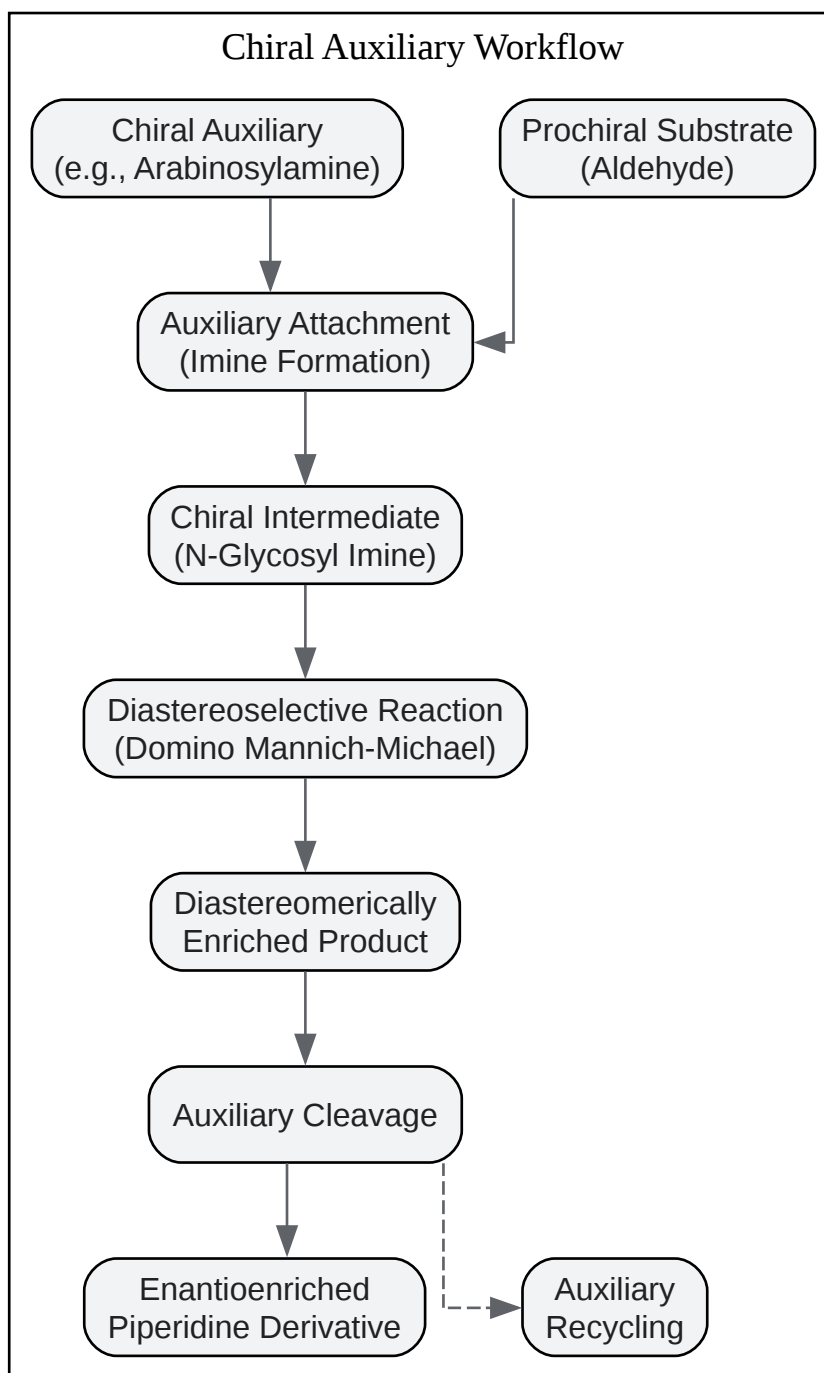 Chiral Auxiliary Workflow
Chiral Auxiliary
(e.g., Arabinosylamine)
Prochiral Substrate
(Aldehyde)
Auxiliary Attachment
(Imine Formation)
Chiral Intermediate
(N-Glycosyl Imine)
Diastereoselective Reaction
(Domino Mannich-Michael)
Diastereomerically
Enriched Product
Auxiliary Cleavage
Enantioenriched
Piperidine Derivative
Auxiliary
Recycling